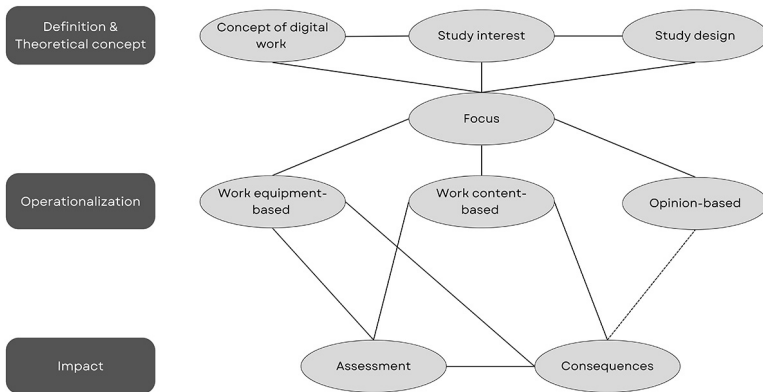 Definition &
Theoretical concept
Concept of digital
work
Study interest
Study design
Focus
Operationalization
Work equipment-
based
Work content-
based
Opinion-based
Impact
Assessment
Consequences